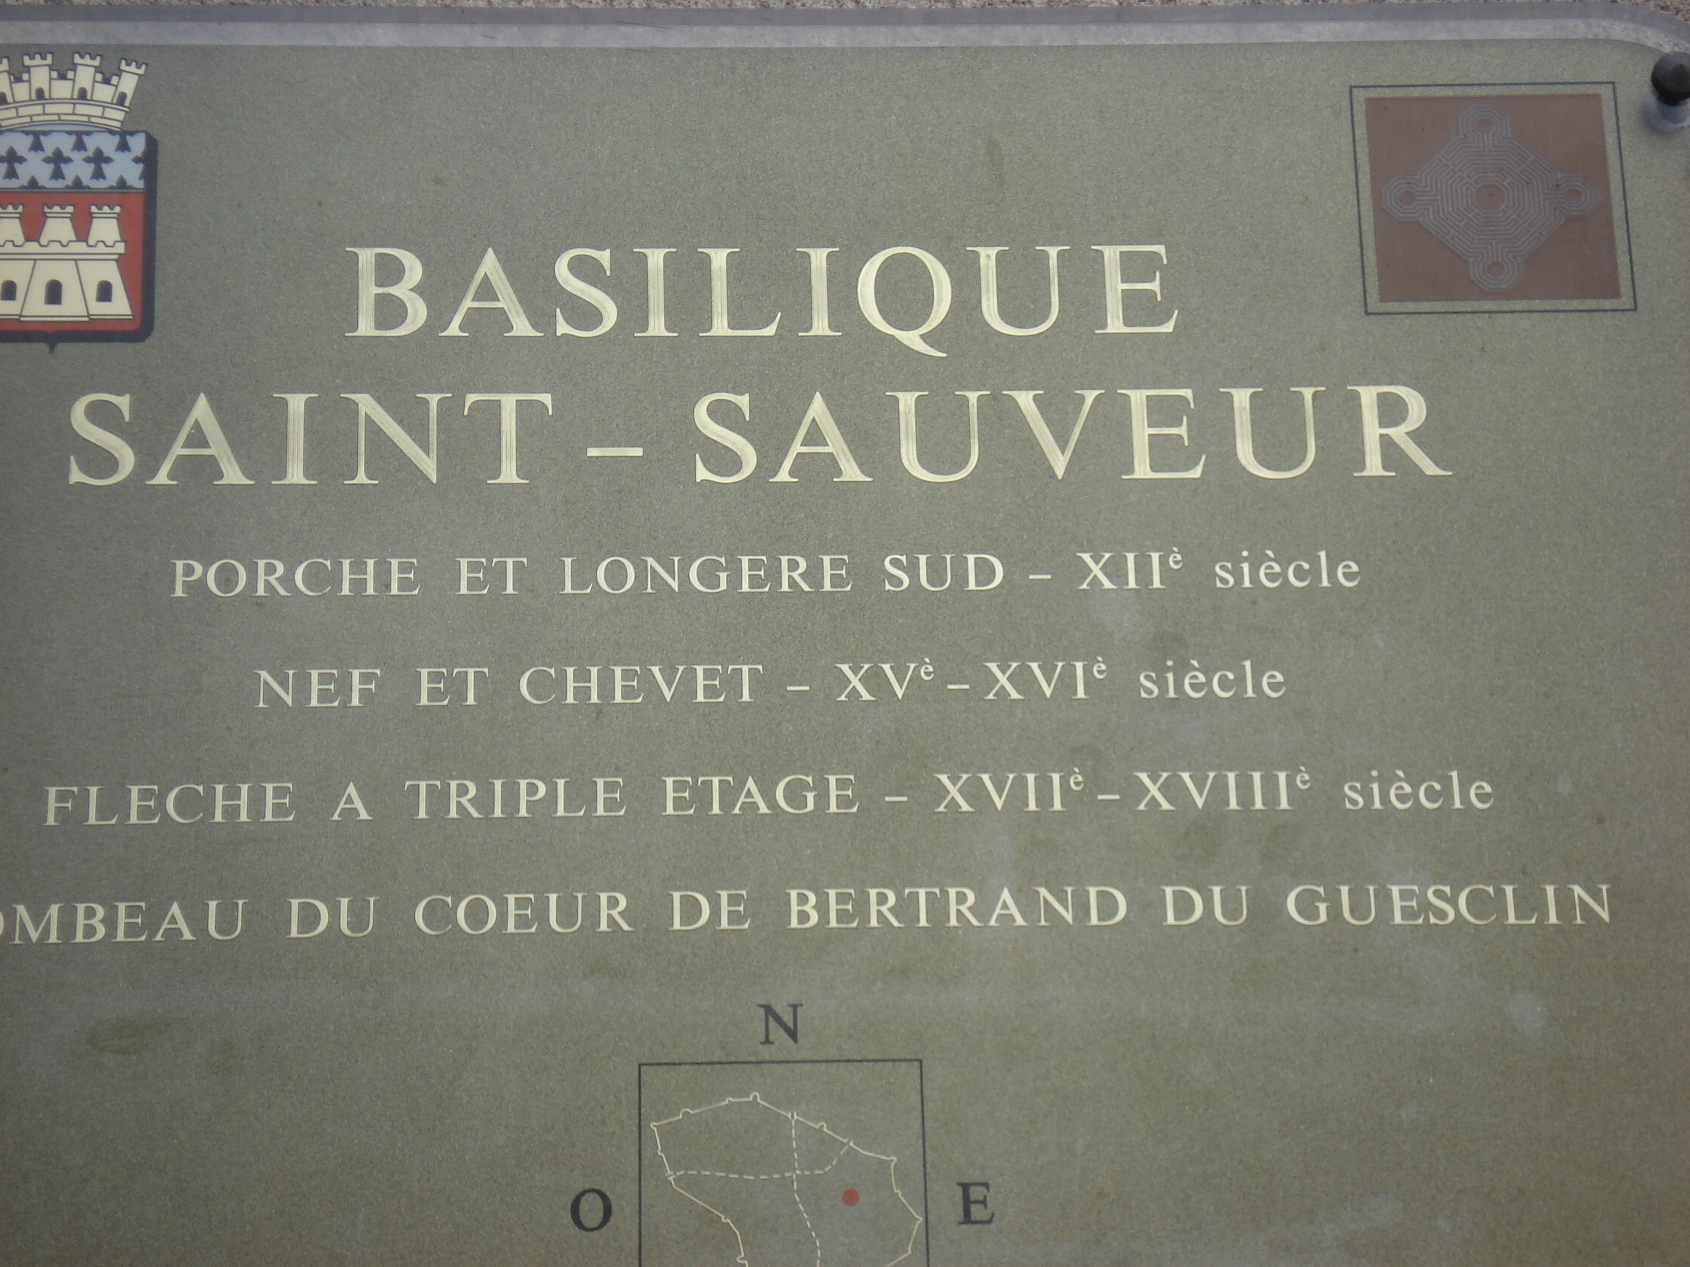 BASILIQUE
SAINT - SAUVEUR
PORCHE ET LONGERE SUD - XIIè siècle
NEF ET CHEVET - XVè - XVIè siècle
FLECHE A TRIPLE ETAGE - XVIIè - XVIIIè siècle
OMBEAU DU COEUR DE BERTRAND DU GUESCLIN
N
O E